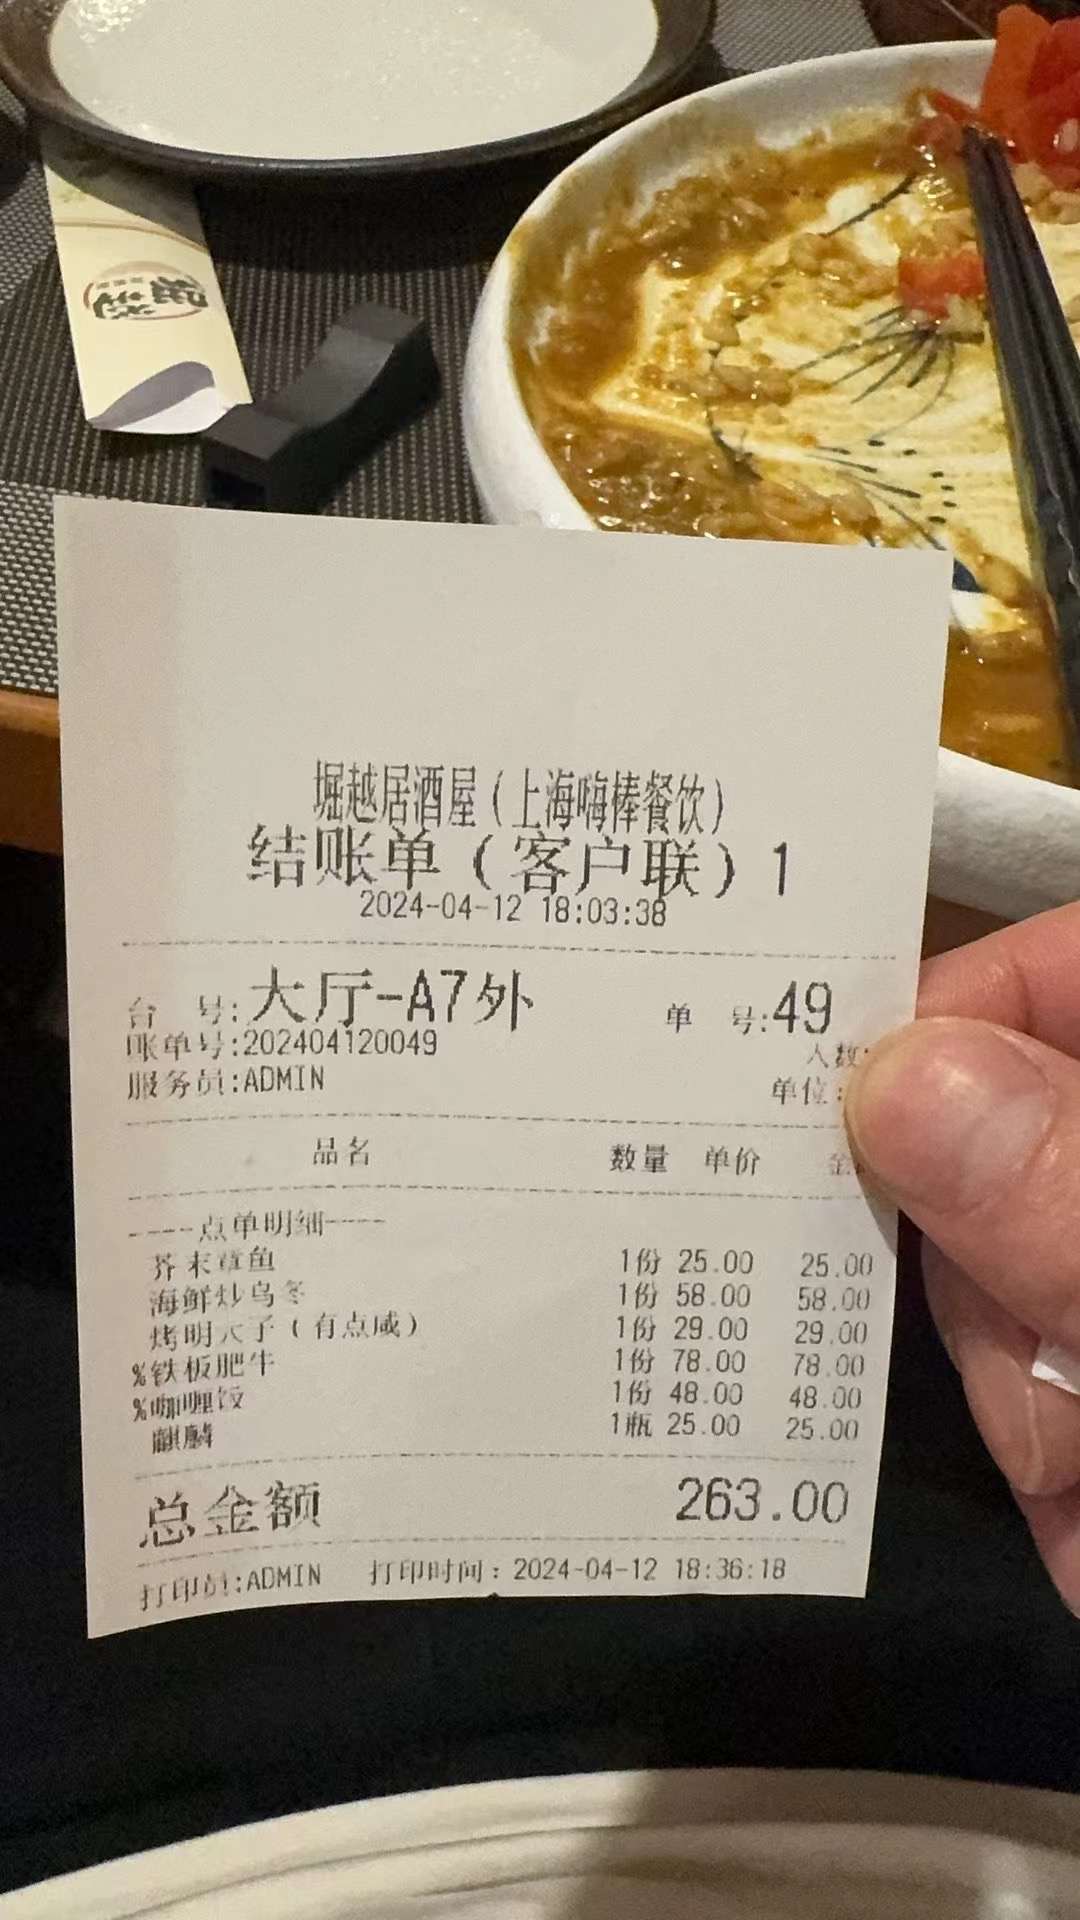 堀越居酒屋(上海嗨棒餐饮)
结账单(客户联)1
2024-04-12 18:03:38
台 号:大厅-A7外 单 号:49
账单号:202404120049 人数:
服务员:ADMIN 单位:
品名 数量 单价
----点单明细----
芥末章鱼 1份 25.00 25.00
海鲜炒乌冬 1份 58.00 58.00
烤明太子(有点咸) 1份 29.00 29.00
%铁板肥牛 1份 78.00 78.00
%咖喱饭 1份 48.00 48.00
麒麟 1瓶 25.00 25.00
总金额 263.00
打印员:ADMIN 打印时间:2024-04-12 18:36:18